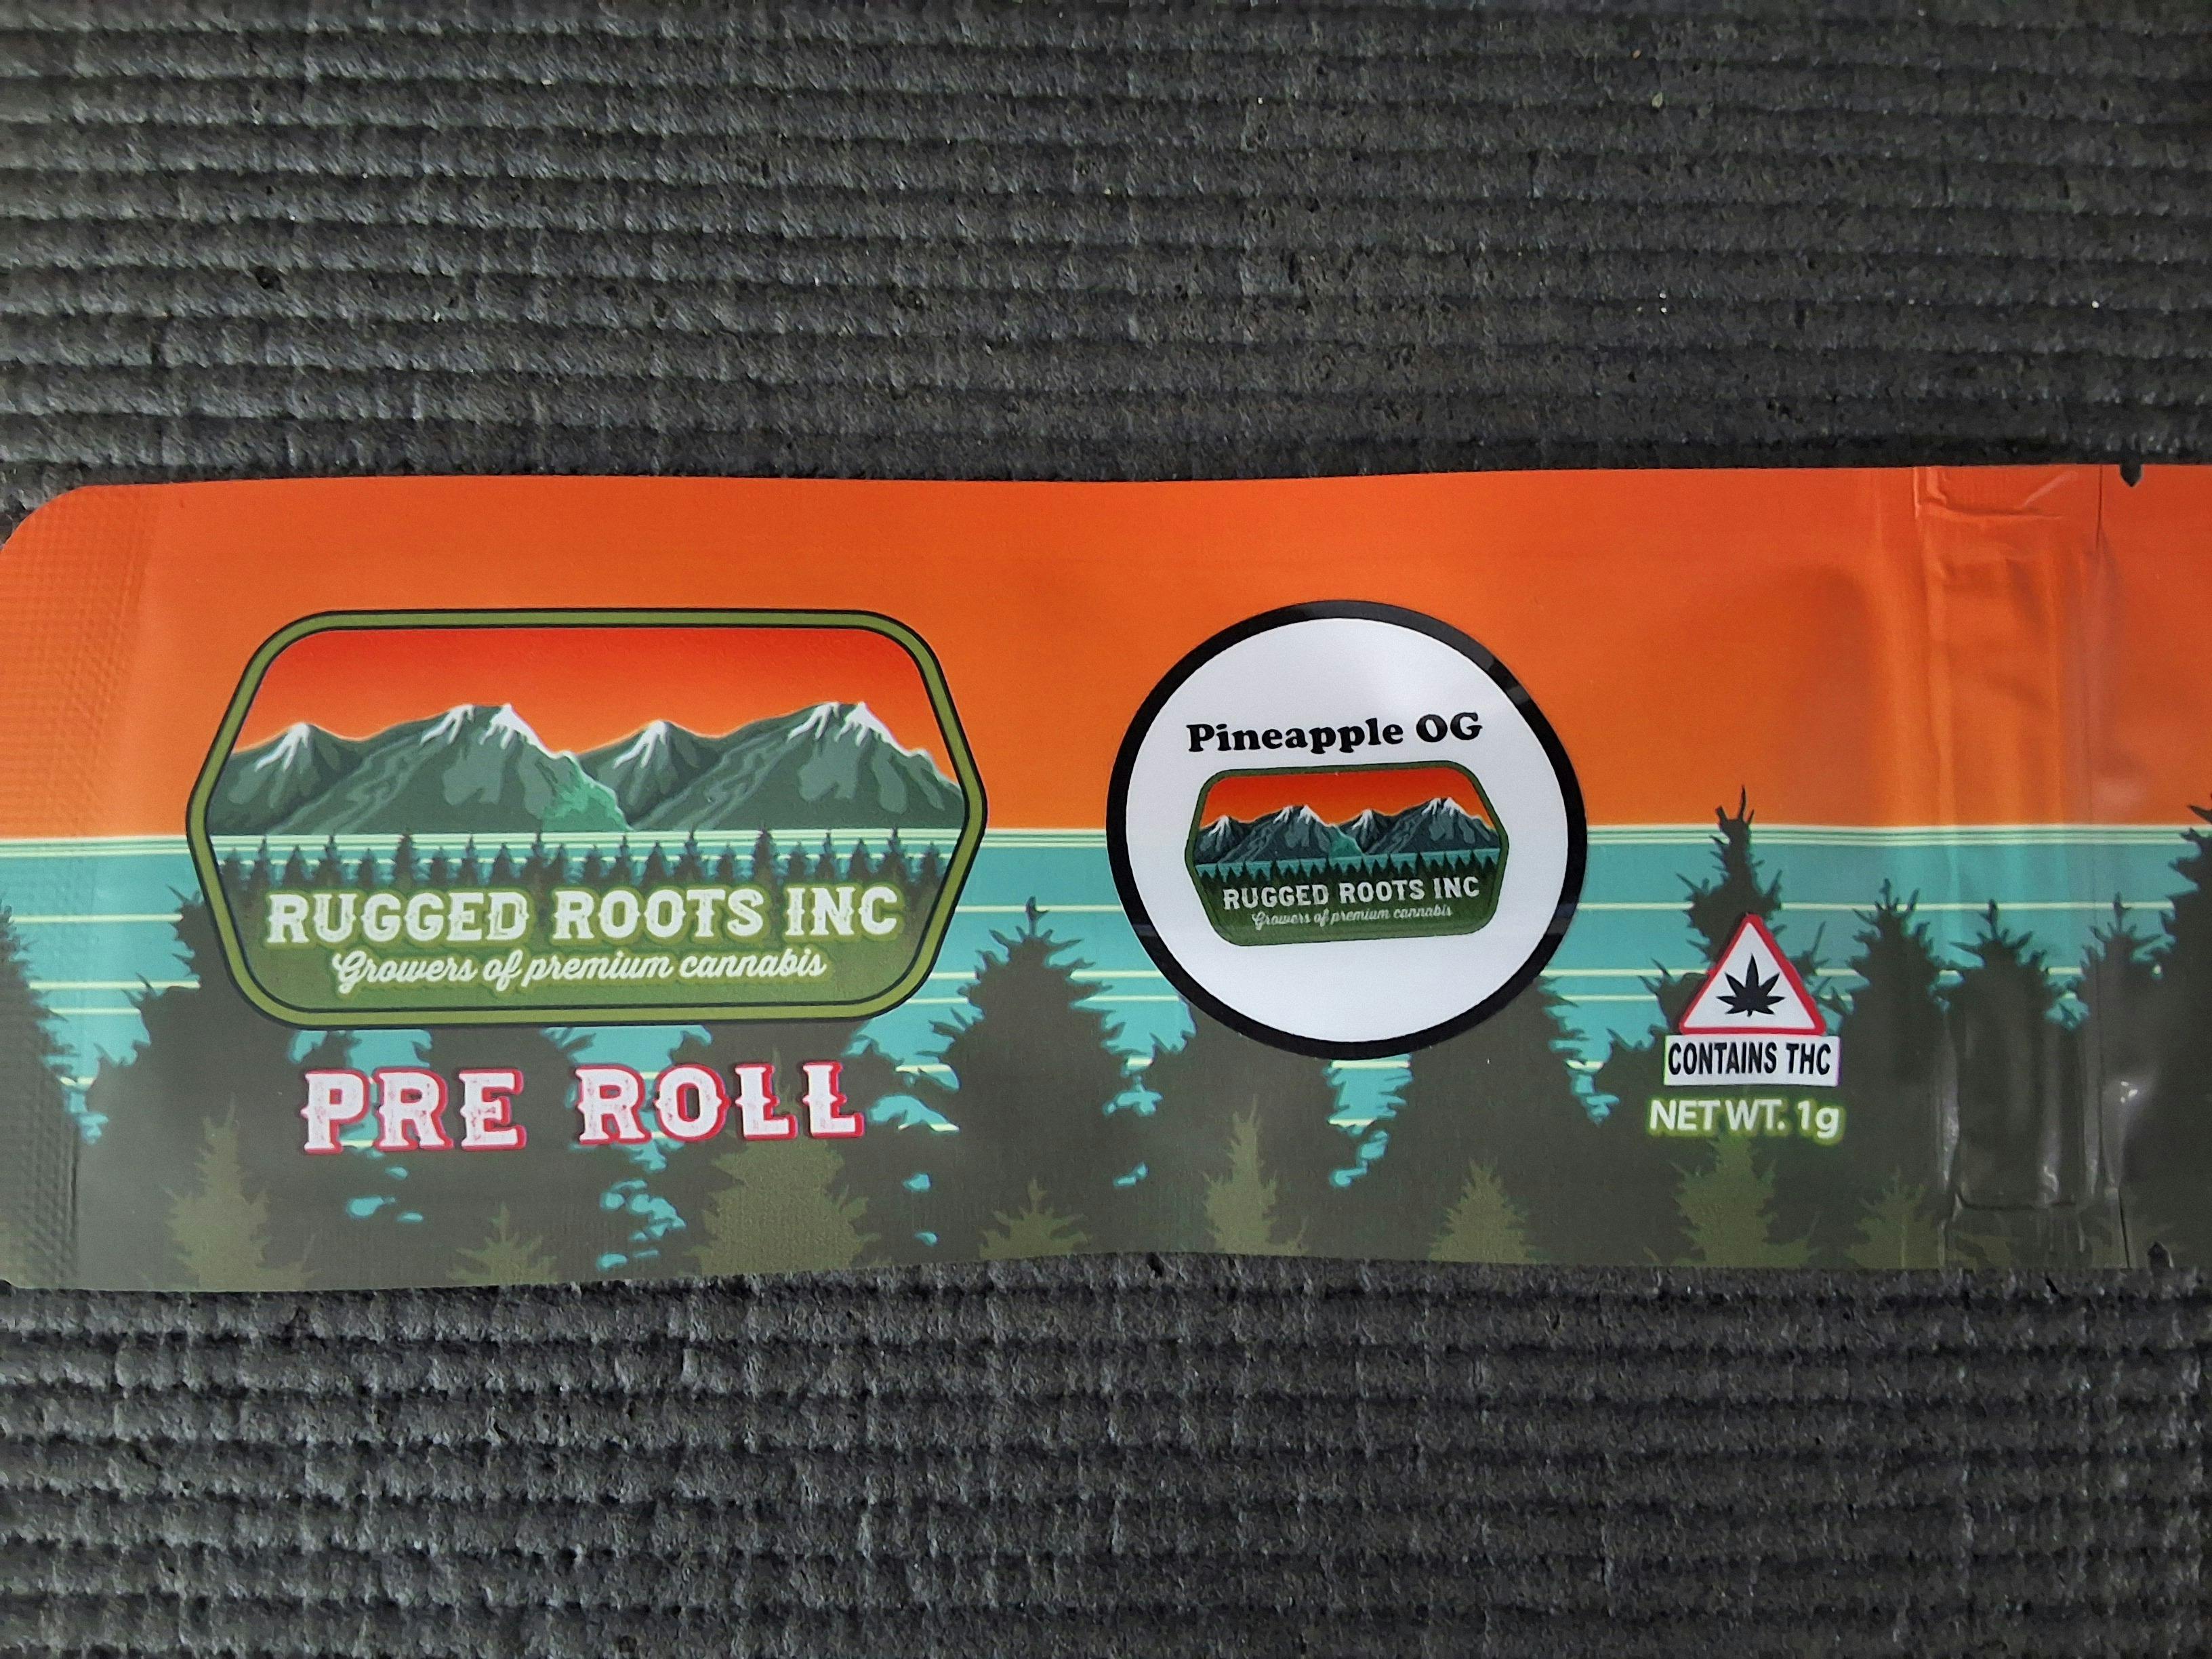 RUGGED ROOTS INC
Growers of premium cannabis
PRE ROLL
Pineapple OG
RUGGED ROOTS INC
Growers of premium cannabis
CONTAINS THC
NET WT. 1g